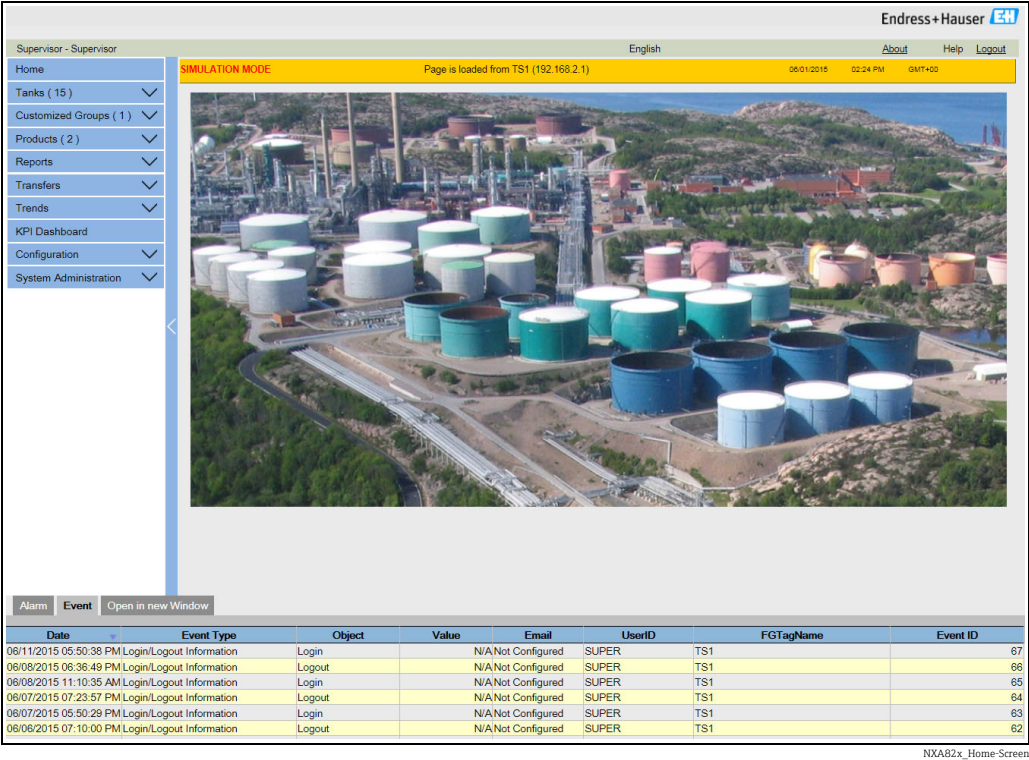 Endress+Hauser EH
Supervisor - Supervisor English About Help Logout
Home
Tanks ( 15 )
Customized Groups ( 1 )
Products ( 2 )
Reports
Transfers
Trends
KPI Dashboard
Configuration
System Administration
SIMULATION MODE Page is loaded from TS1 (192.168.2.1) 06/01/2015 02:24 PM GMT+00
Alarm Event Open in new Window
Date Event Type Object Value Email UserID FGTagName Event ID
06/11/2015 05:50:38 PM Login/Logout Information Login N/A Not Configured SUPER TS1 67
06/08/2015 06:36:49 PM Login/Logout Information Logout N/A Not Configured SUPER TS1 66
06/08/2015 11:10:35 AM Login/Logout Information Login N/A Not Configured SUPER TS1 65
06/07/2015 07:23:57 PM Login/Logout Information Logout N/A Not Configured SUPER TS1 64
06/07/2015 05:50:29 PM Login/Logout Information Login N/A Not Configured SUPER TS1 63
06/06/2015 07:10:00 PM Login/Logout Information Logout N/A Not Configured SUPER TS1 62
NXA82x_Home-Screen